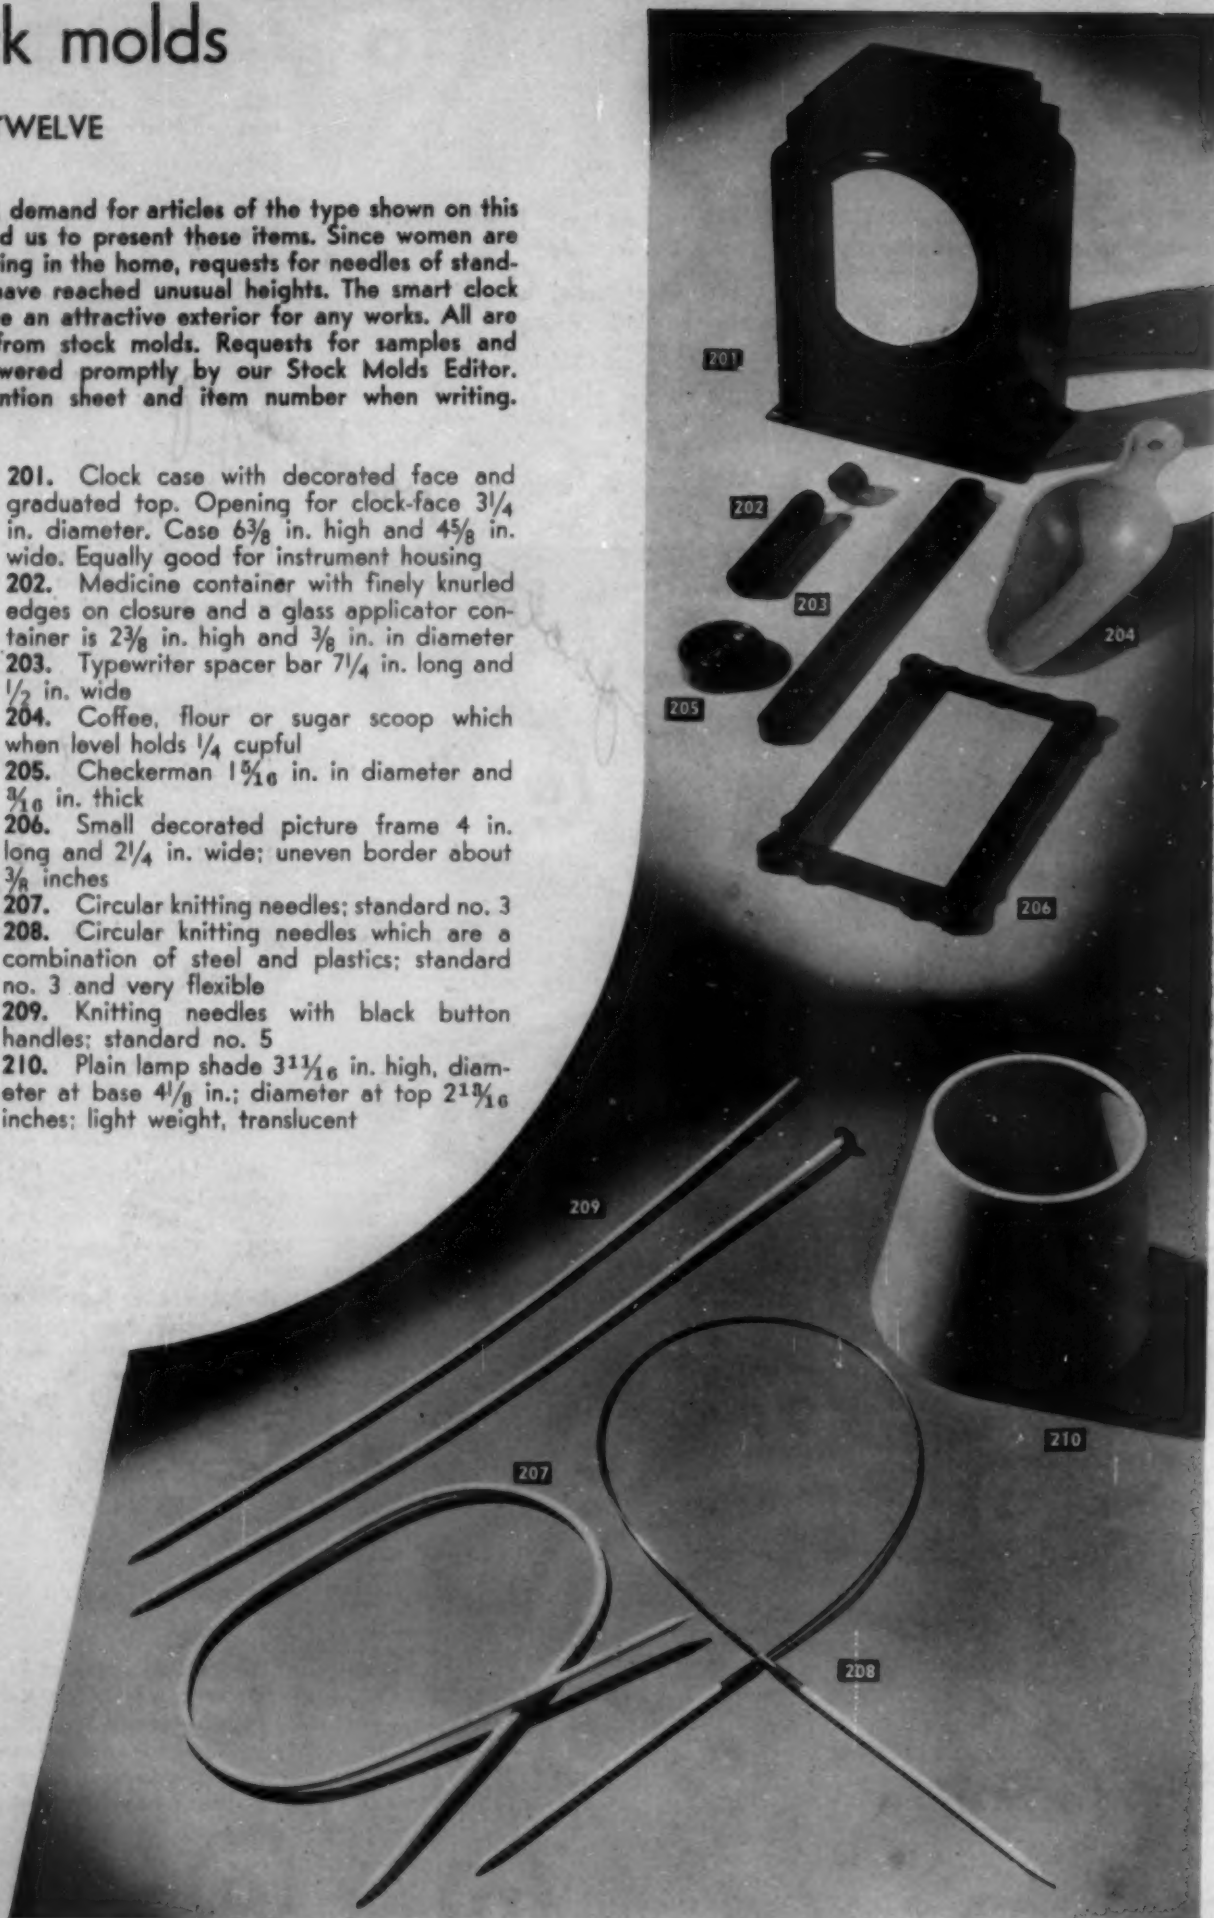 k molds
TWELVE
demand for articles of the type shown on this
d us to present these items. Since women are
ing in the home, requests for needles of stand-
have reached unusual heights. The smart clock
e an attractive exterior for any works. All are
from stock molds. Requests for samples and
wered promptly by our Stock Molds Editor.
ntion sheet and item number when writing.
201. Clock case with decorated face and
graduated top. Opening for clock-face 3¼
in. diameter. Case 6⅜ in. high and 4⅝ in.
wide. Equally good for instrument housing
202. Medicine container with finely knurled
edges on closure and a glass applicator con-
tainer is 2⅜ in. high and ⅜ in. in diameter
203. Typewriter spacer bar 7¼ in. long and
½ in. wide
204. Coffee, flour or sugar scoop which
when level holds ¼ cupful
205. Checkerman 1 5/16 in. in diameter and
3/16 in. thick
206. Small decorated picture frame 4 in.
long and 2¼ in. wide; uneven border about
⅜ inches
207. Circular knitting needles; standard no. 3
208. Circular knitting needles which are a
combination of steel and plastics; standard
no. 3 and very flexible
209. Knitting needles with black button
handles; standard no. 5
210. Plain lamp shade 3 11/16 in. high, diam-
eter at base 4⅛ in.; diameter at top 2 13/16
inches; light weight, translucent
201
202
203
204
205
206
209
210
207
208